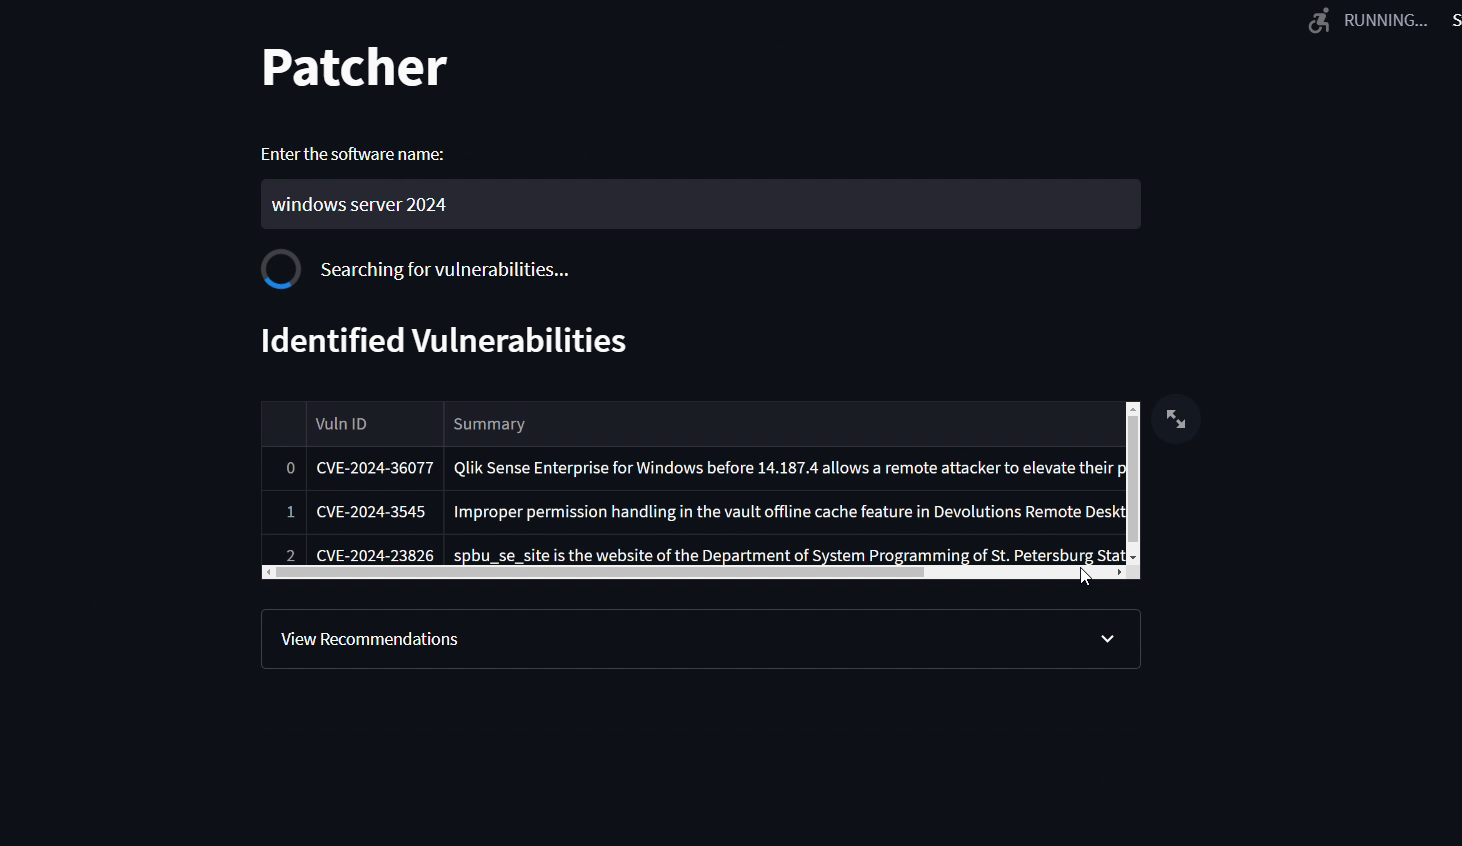 RUNNING... S
Patcher
Enter the software name:
windows server 2024
Searching for vulnerabilities...
Identified Vulnerabilities
Vuln ID Summary
0 CVE-2024-36077 Qlik Sense Enterprise for Windows before 14.187.4 allows a remote attacker to elevate their p
1 CVE-2024-3545 Improper permission handling in the vault offline cache feature in Devolutions Remote Deskt
2 CVE-2024-23826 spbu_se_site is the website of the Department of System Programming of St. Petersburg Stat
View Recommendations